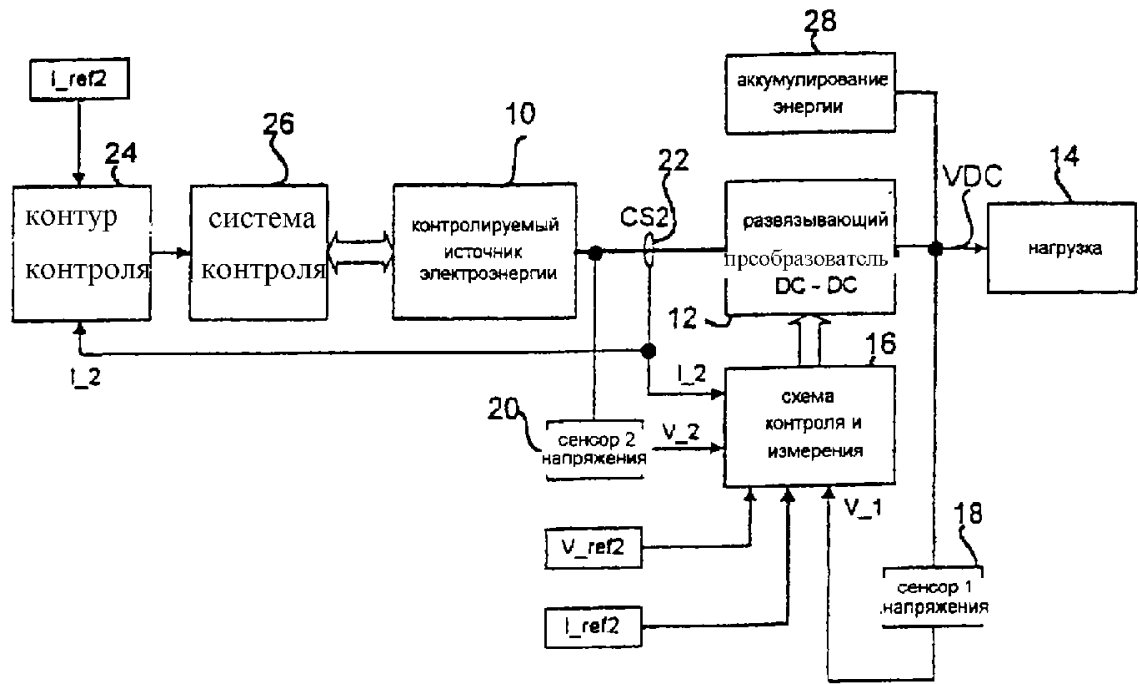 28
I_ref2
аккумулирование
энергии
24
26
10
22
14
VDC
CS2
контур
контроля
система
контроля
контролируемый
источник
электроэнергии
развязывающий
преобразователь
DC - DC
нагрузка
12
16
I_2
I_2
20
сенсор 2
напряжения
V_2
схема
контроля и
измерения
V_1
18
V_ref2
сенсор 1
.напряжения
I_ref2